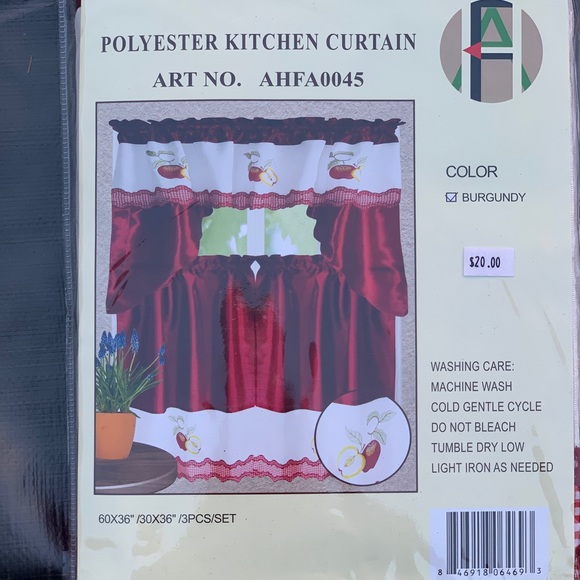 POLYESTER KITCHEN CURTAIN
ART NO. AHFA0045
COLOR
BURGUNDY
$20.00
WASHING CARE:
MACHINE WASH
COLD GENTLE CYCLE
DO NOT BLEACH
TUMBLE DRY LOW
LIGHT IRON AS NEEDED
60X36" /30X36" /3PCS/SET
8 46918 06469 3